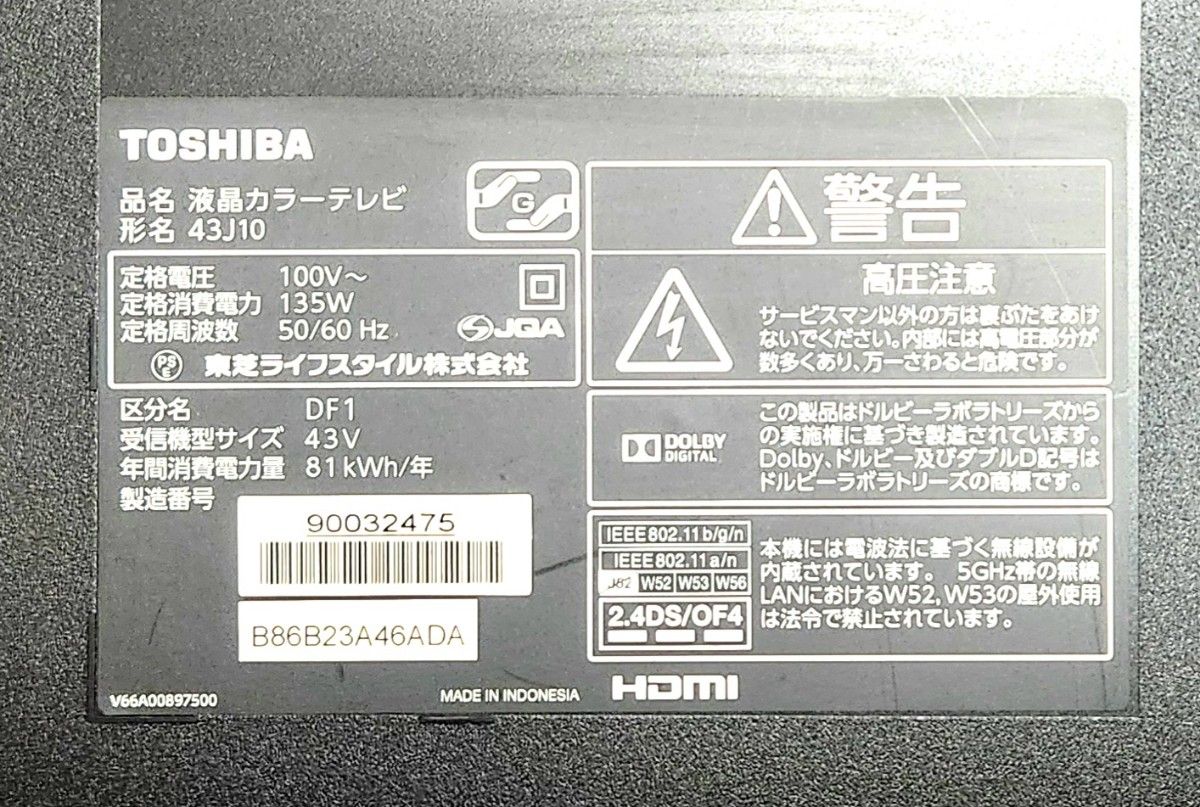 TOSHIBA
品名 液晶カラーテレビ
形名 43J10
G
定格電圧 100V～
定格消費電力 135W
定格周波数 50/60 Hz
JQA
PS
E
東芝ライフスタイル株式会社
区分名 DF1
受信機型サイズ 43V
年間消費電力量 81kWh/年
製造番号
90032475
B86B23A46ADA
V66A00897500
MADE IN INDONESIA
警告
高圧注意
サービスマン以外の方は裏ぶたをあけ
ないでください。内部には高電圧部分が
数多くあり、万一さわると危険です。
DOLBY
DIGITAL
この製品はドルビーラボラトリーズから
の実施権に基づき製造されています。
Dolby、ドルビー及びダブルD記号は
ドルビーラボラトリーズの商標です。
IEEE802.11b/g/n
IEEE802.11a/n
J52 W52 W53 W56
2.4DS/OF4
本機には電波法に基づく無線設備が
内蔵されています。 5GHz帯の無線
LANにおけるW52, W53の屋外使用
は法令で禁止されています。
HDMI